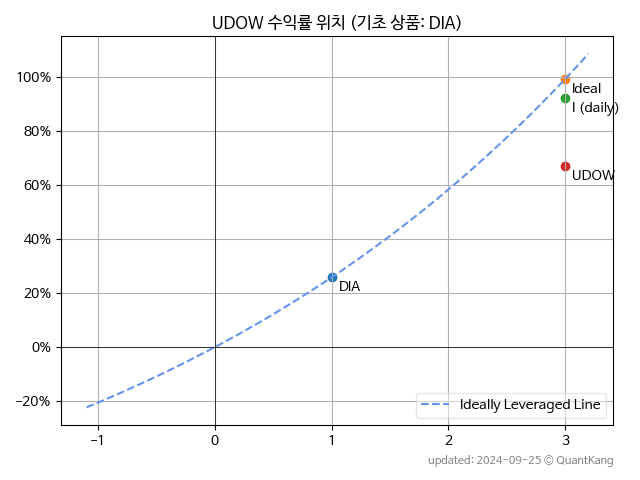 UDOW 수익률 위치 (기초 상품: DIA)
100%
80%
60%
40%
20%
0%
−20%
Ideal
I (daily)
UDOW
DIA
Ideally Leveraged Line
−1
0
1
2
3
updated: 2024-09-25 © QuantKang